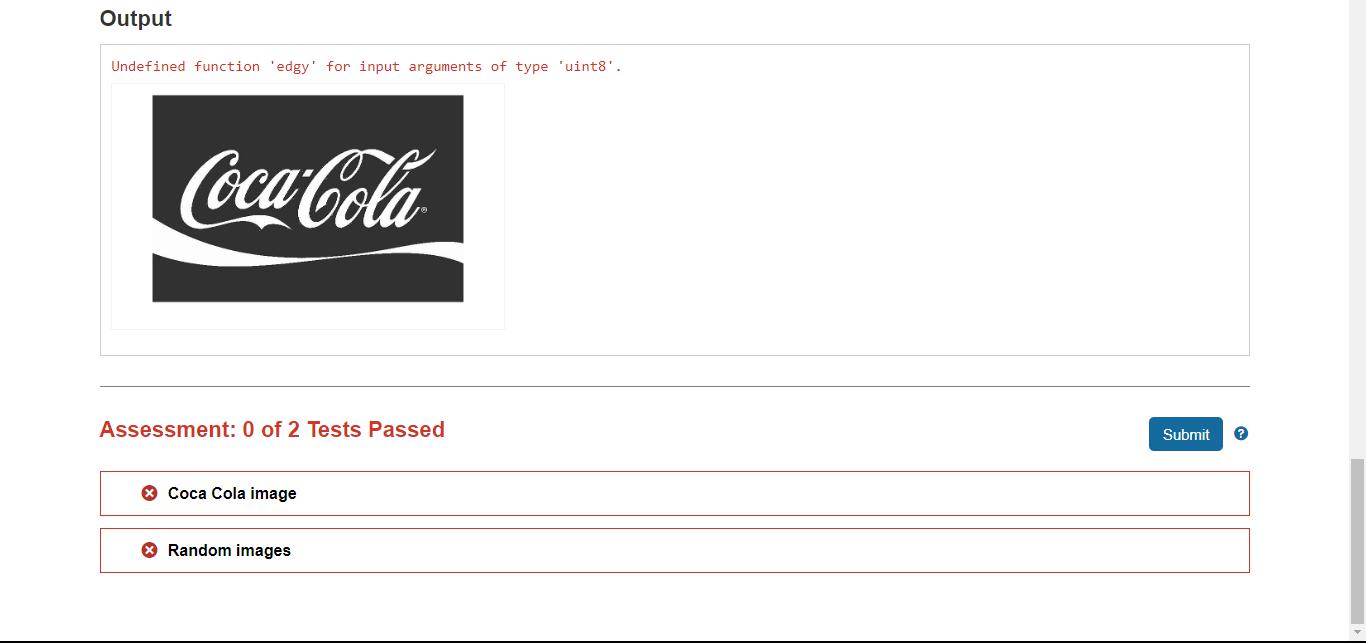 Output
Undefined function 'edgy' for input arguments of type 'uint8'.
Coca-Cola®
Assessment: 0 of 2 Tests Passed
Submit
?
Coca Cola image
Random images